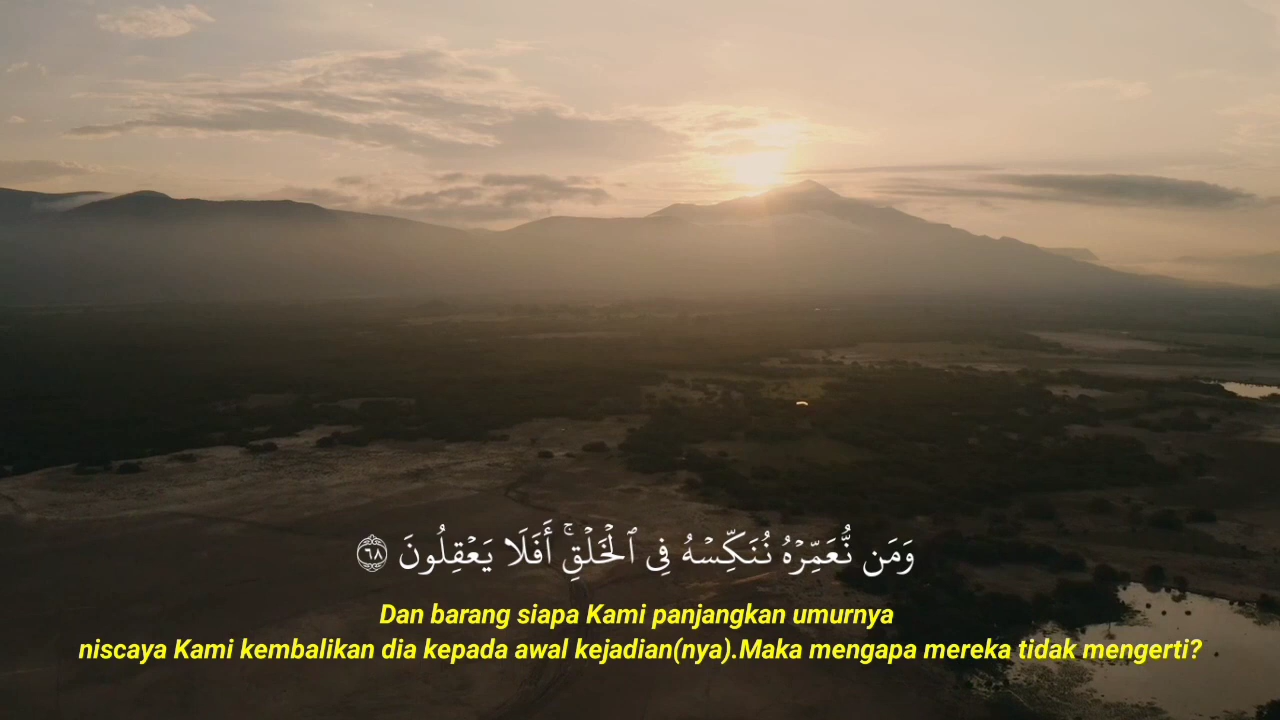 وَمَن نُّعَمِّرْهُ نُنَكِّسْهُ فِى ٱلْخَلْقِ ۚ أَفَلَا يَعْقِلُونَ ٦٨
Dan barang siapa Kami panjangkan umurnya
niscaya Kami kembalikan dia kepada awal kejadian(nya).Maka mengapa mereka tidak mengerti?